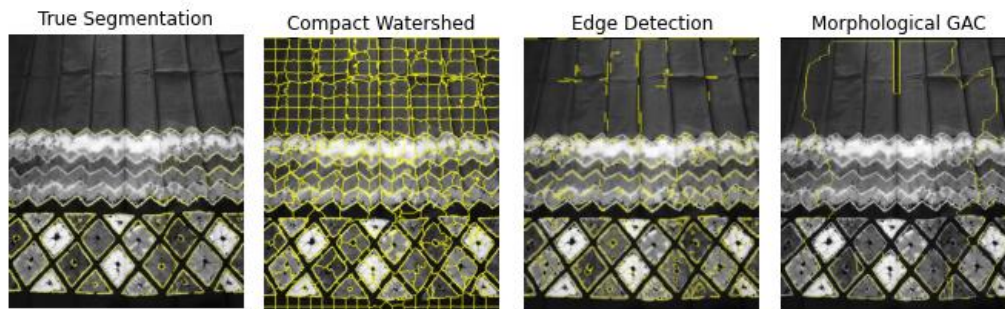 True Segmentation
Compact Watershed
Edge Detection
Morphological GAC